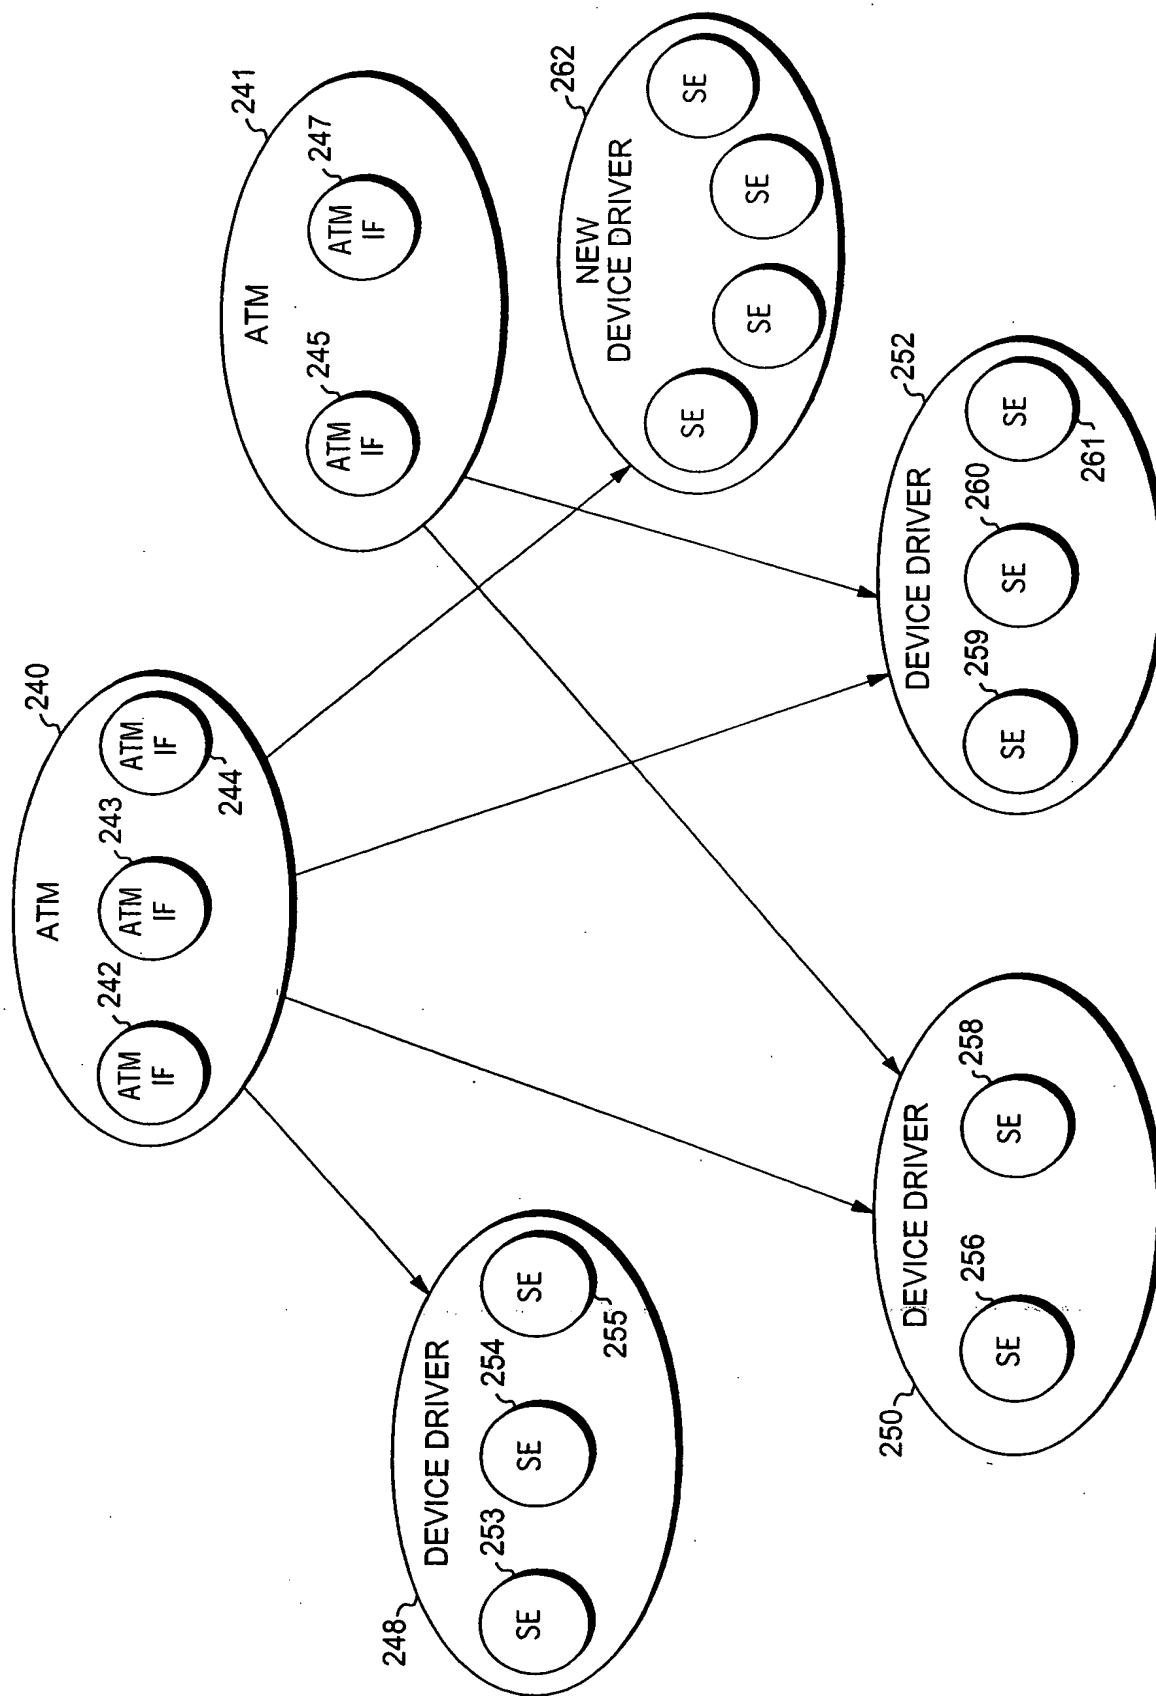 ATM
240
ATM
IF
242
ATM
IF
243
ATM
IF
244
ATM
241
ATM
IF
245
ATM
IF
247
DEVICE DRIVER
248
SE
253
SE
254
SE
255
NEW
DEVICE DRIVER
262
SE
SE
SE
SE
DEVICE DRIVER
250
SE
256
SE
258
DEVICE DRIVER
252
SE
259
SE
260
SE
261